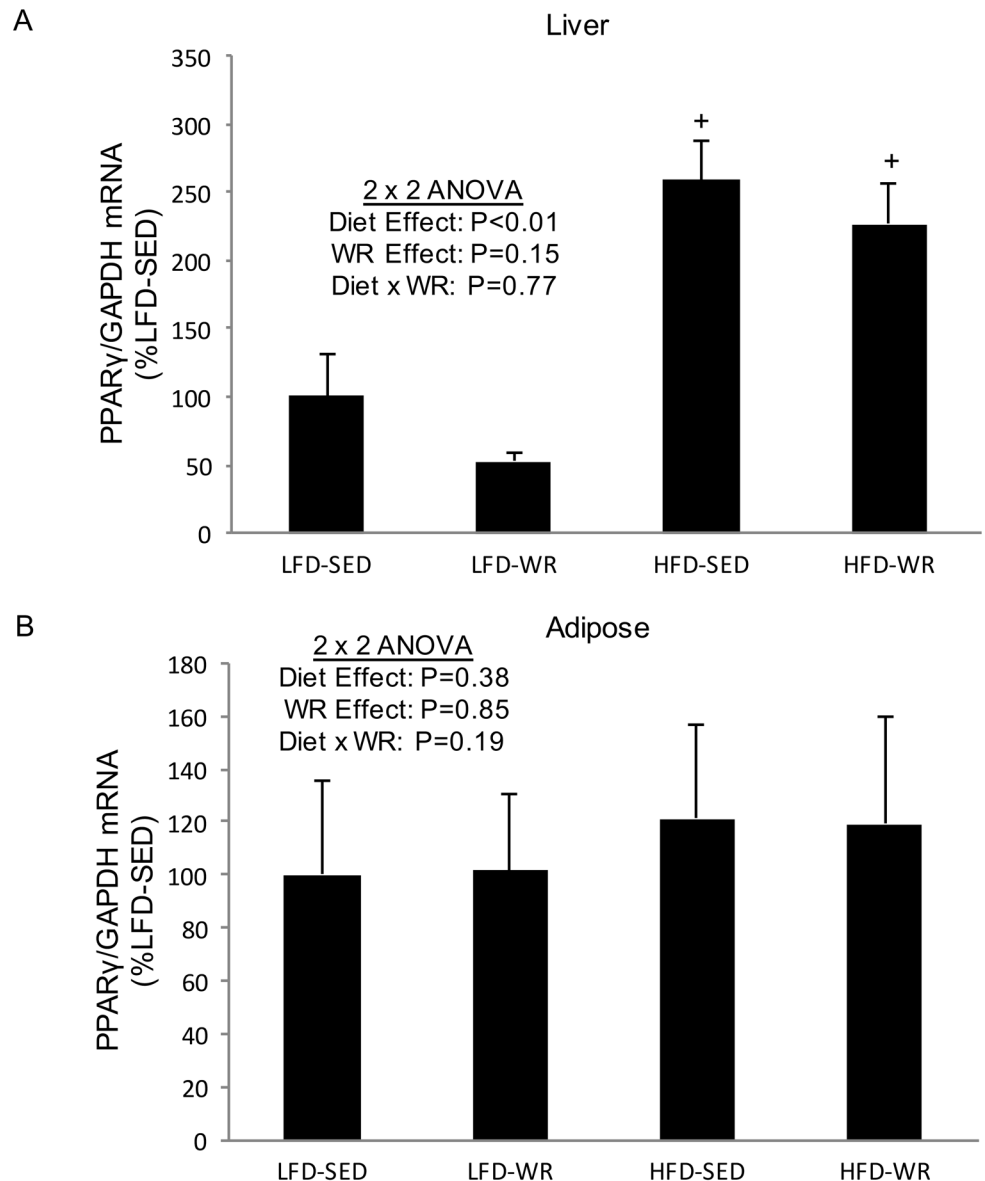 A
Liver
PPARγ/GAPDH mRNA
(%LFD-SED)
350
300
250
200
150
100
50
0
2 x 2 ANOVA
Diet Effect: P<0.01
WR Effect: P=0.15
Diet x WR: P=0.77
+
+
LFD-SED
LFD-WR
HFD-SED
HFD-WR
B
Adipose
PPARγ/GAPDH mRNA
(%LFD-SED)
180
160
140
120
100
80
60
40
20
0
2 x 2 ANOVA
Diet Effect: P=0.38
WR Effect: P=0.85
Diet x WR: P=0.19
LFD-SED
LFD-WR
HFD-SED
HFD-WR